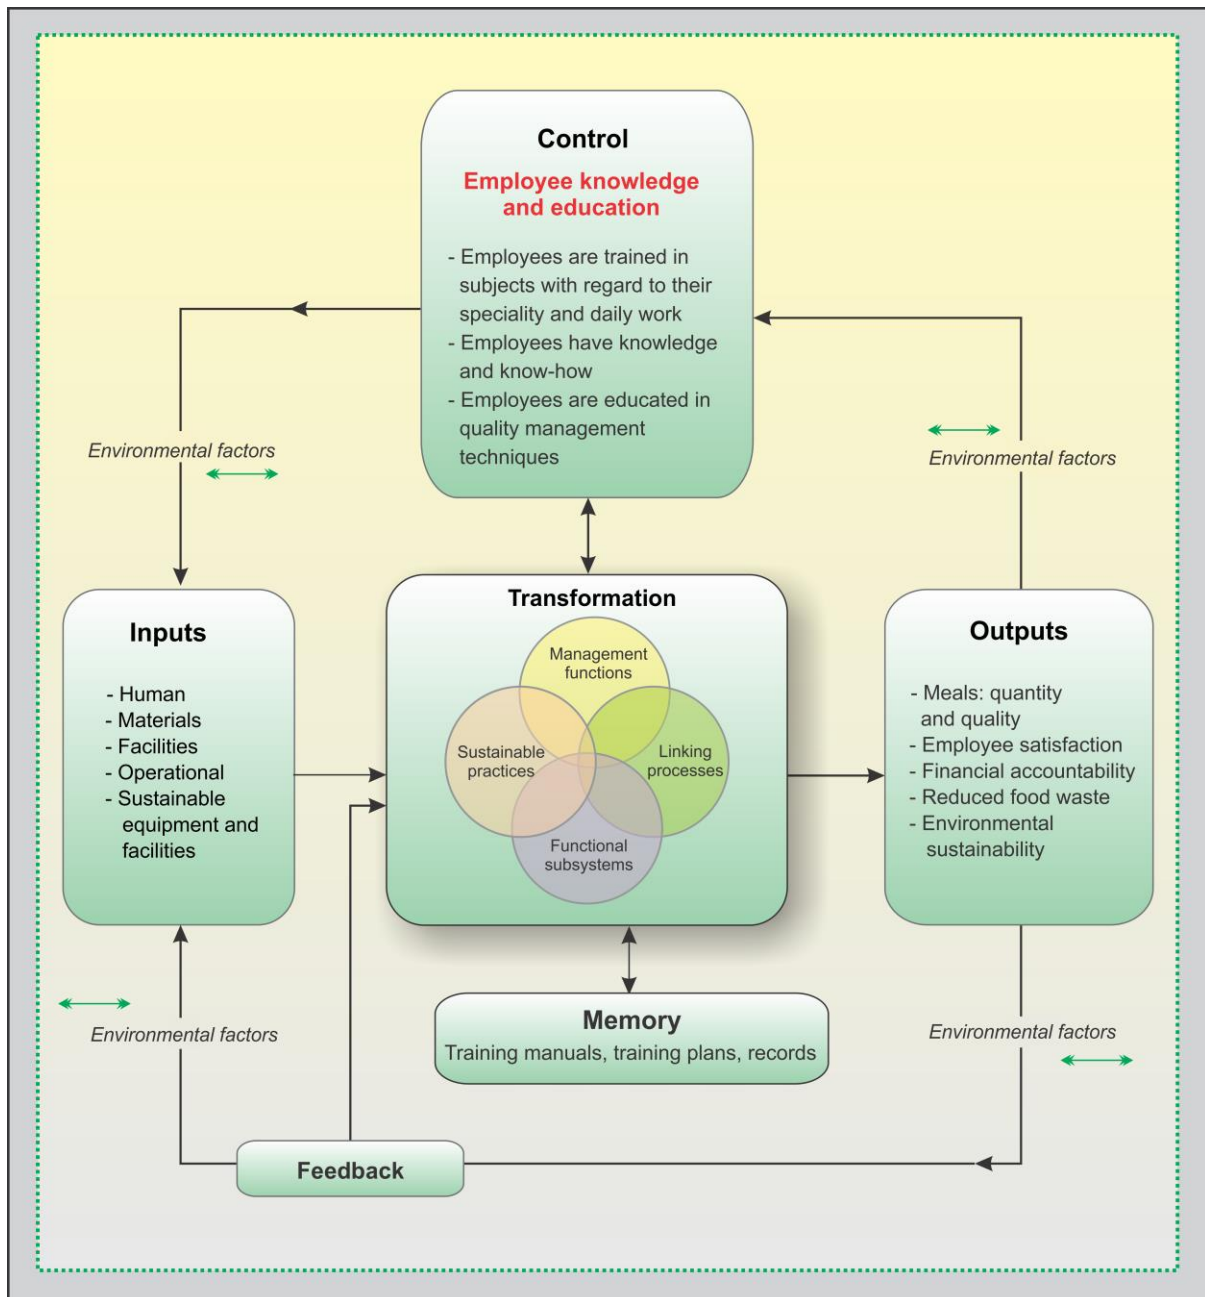 Control
Employee knowledge
and education
- Employees are trained in
subjects with regard to their
speciality and daily work
- Employees have knowledge
and know-how
- Employees are educated in
quality management
techniques
Environmental factors
Environmental factors
Inputs
- Human
- Materials
- Facilities
- Operational
- Sustainable
equipment and
facilities
Transformation
Management
functions
Sustainable
practices
Linking
processes
Functional
subsystems
Outputs
- Meals: quantity
and quality
- Employee satisfaction
- Financial accountability
- Reduced food waste
- Environmental
sustainability
Memory
Training manuals, training plans, records
Environmental factors
Environmental factors
Feedback